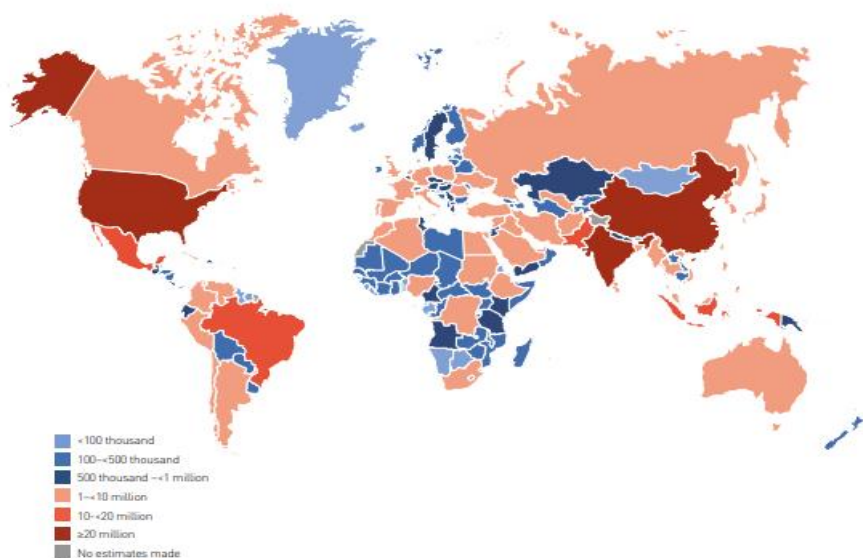 <100 thousand
100–<500 thousand
500 thousand –<1 million
1–<10 million
10–<20 million
≥20 million
No estimates made